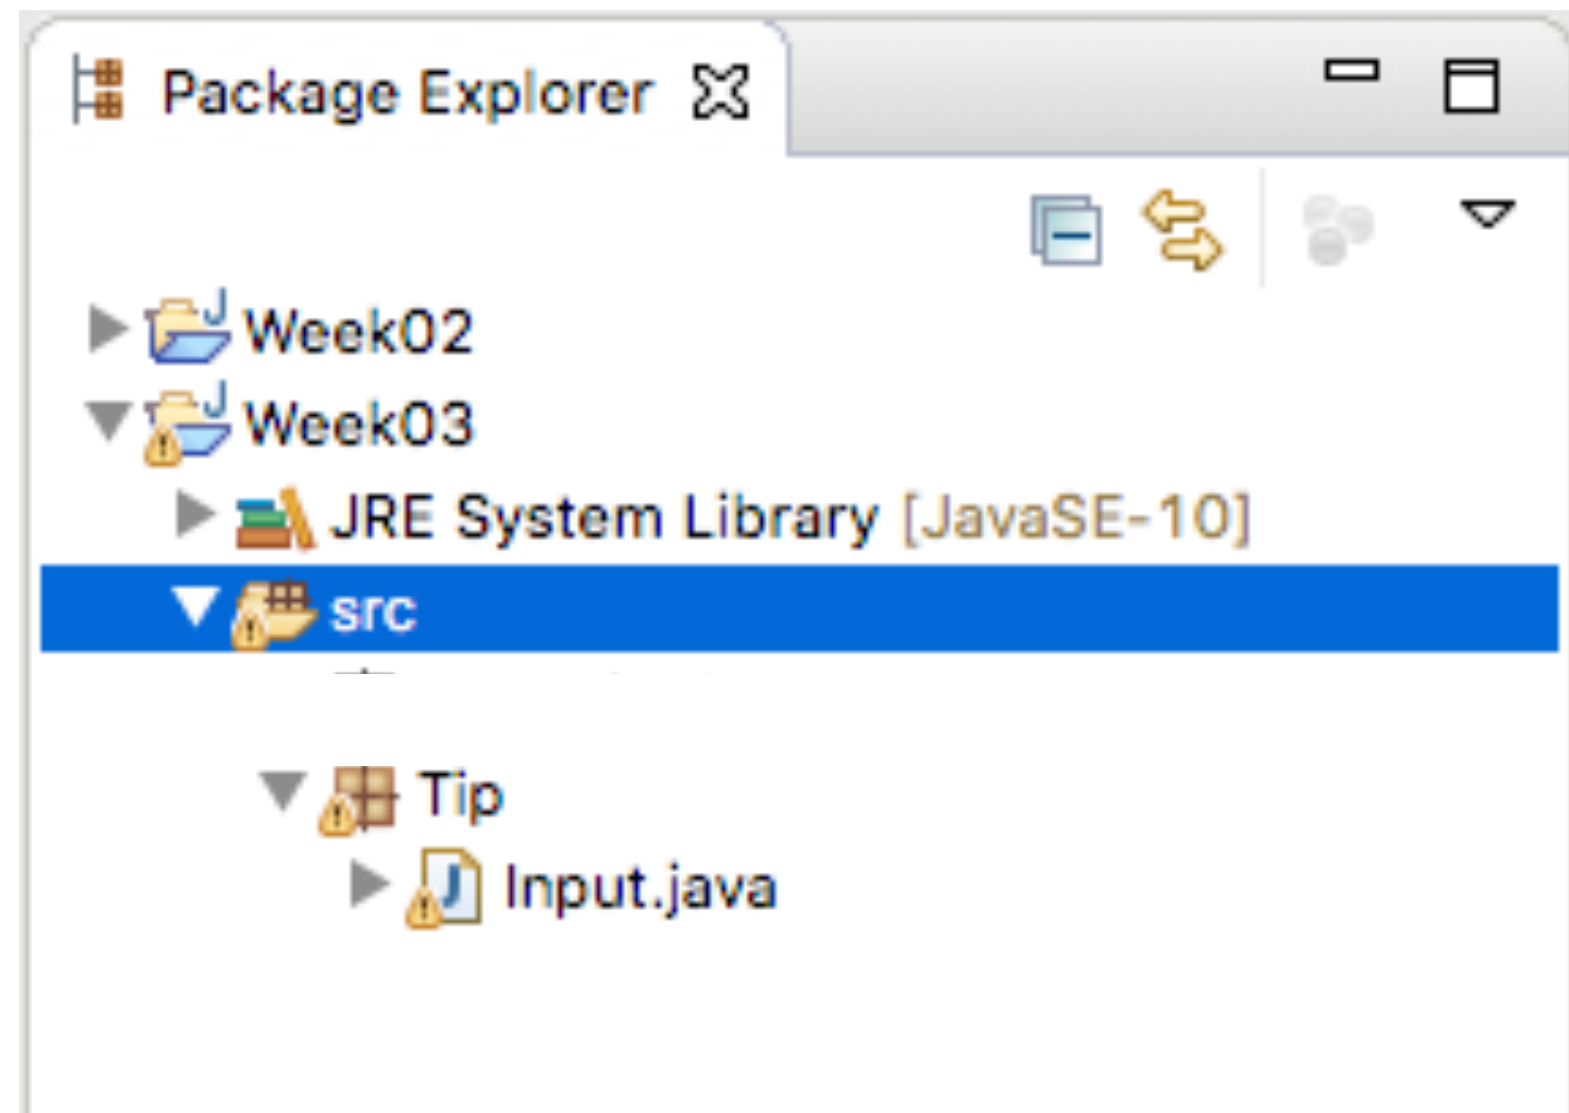 Package Explorer
Week02
Week03
JRE System Library [JavaSE-10]
src
Tip
Input.java